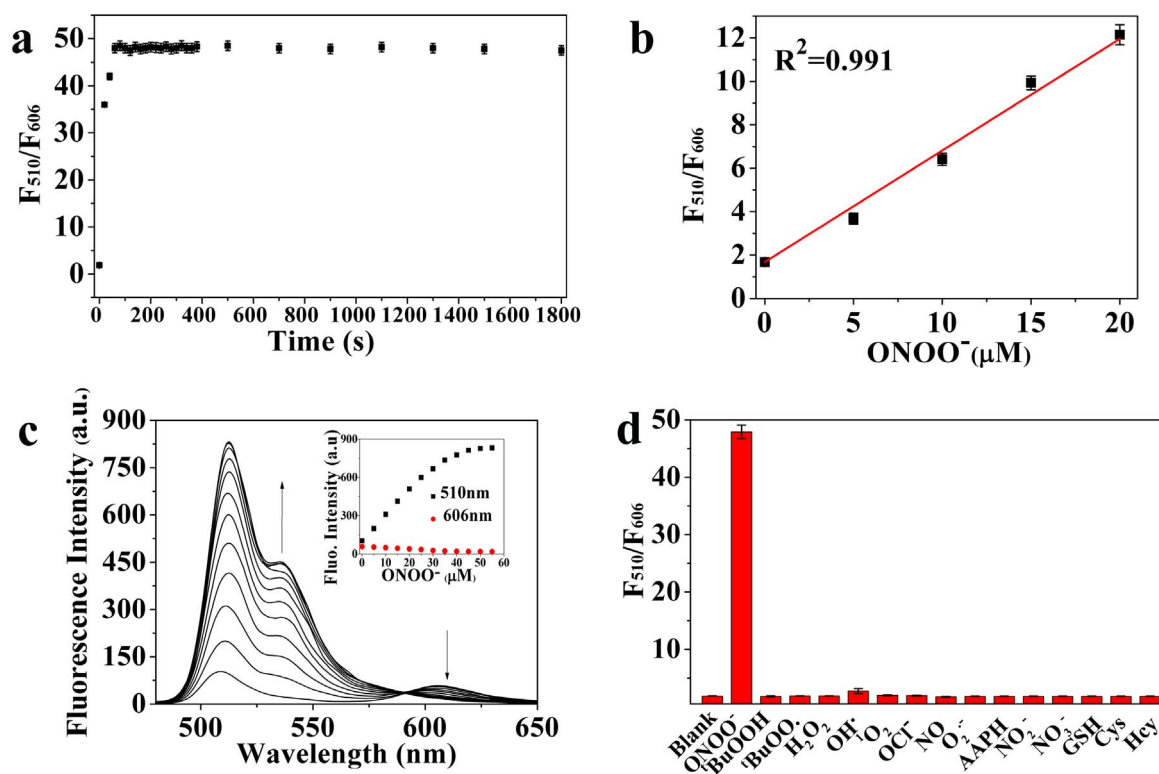 a
F510/F606
50
40
30
20
10
0
0 200 400 600 800 1000 1200 1400 1600 1800
Time (s)
b
R²=0.991
F510/F606
12
10
8
6
4
2
0
0 5 10 15 20
ONOO⁻(μM)
c
Fluorescence Intensity (a.u.)
900
750
600
450
300
150
0
500 550 600 650
Wavelength (nm)
Fluo. Intensity (a.u)
900
600
300
0
510nm
606nm
0 10 20 30 40 50 60
ONOO⁻(μM)
d
F510/F606
50
40
30
20
10
Blank
ONOO⁻
ᵗBuOOH
ᵗBuOO.
H₂O₂
OH·
¹O₂
OCl⁻
NO
O₂·⁻
AAPH
NO₂⁻
NO₃⁻
GSH
Cys
Hcy